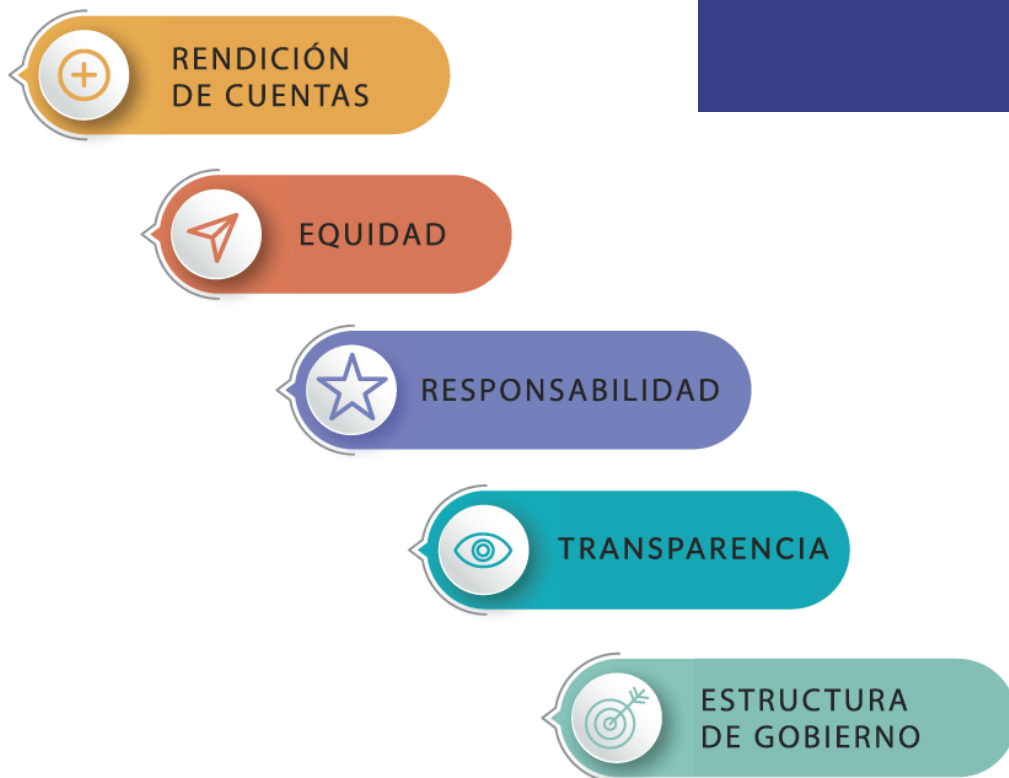 RENDICIÓN
DE CUENTAS
EQUIDAD
RESPONSABILIDAD
TRANSPARENCIA
ESTRUCTURA
DE GOBIERNO